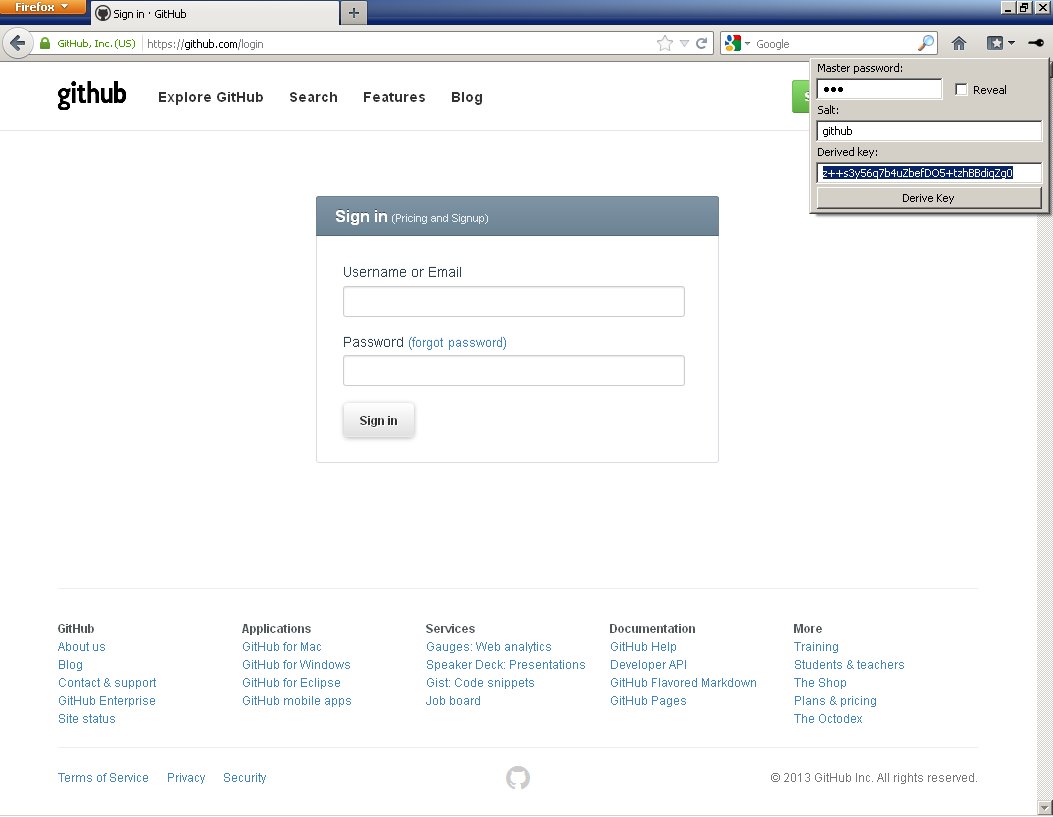 Firefox
Sign in · GitHub
GitHub, Inc. (US)
https://github.com/login
Google
Master password:
Reveal
Salt:
github
Derived key:
z++s3y56q7b4uZbefDO5+tzhBBdiqZg0
Derive Key
github
Explore GitHub Search Features Blog
Sign in (Pricing and Signup)
Username or Email
Password (forgot password)
Sign in
GitHub
About us
Blog
Contact & support
GitHub Enterprise
Site status
Applications
GitHub for Mac
GitHub for Windows
GitHub for Eclipse
GitHub mobile apps
Services
Gauges: Web analytics
Speaker Deck: Presentations
Gist: Code snippets
Job board
Documentation
GitHub Help
Developer API
GitHub Flavored Markdown
GitHub Pages
More
Training
Students & teachers
The Shop
Plans & pricing
The Octodex
Terms of Service Privacy Security
© 2013 GitHub Inc. All rights reserved.